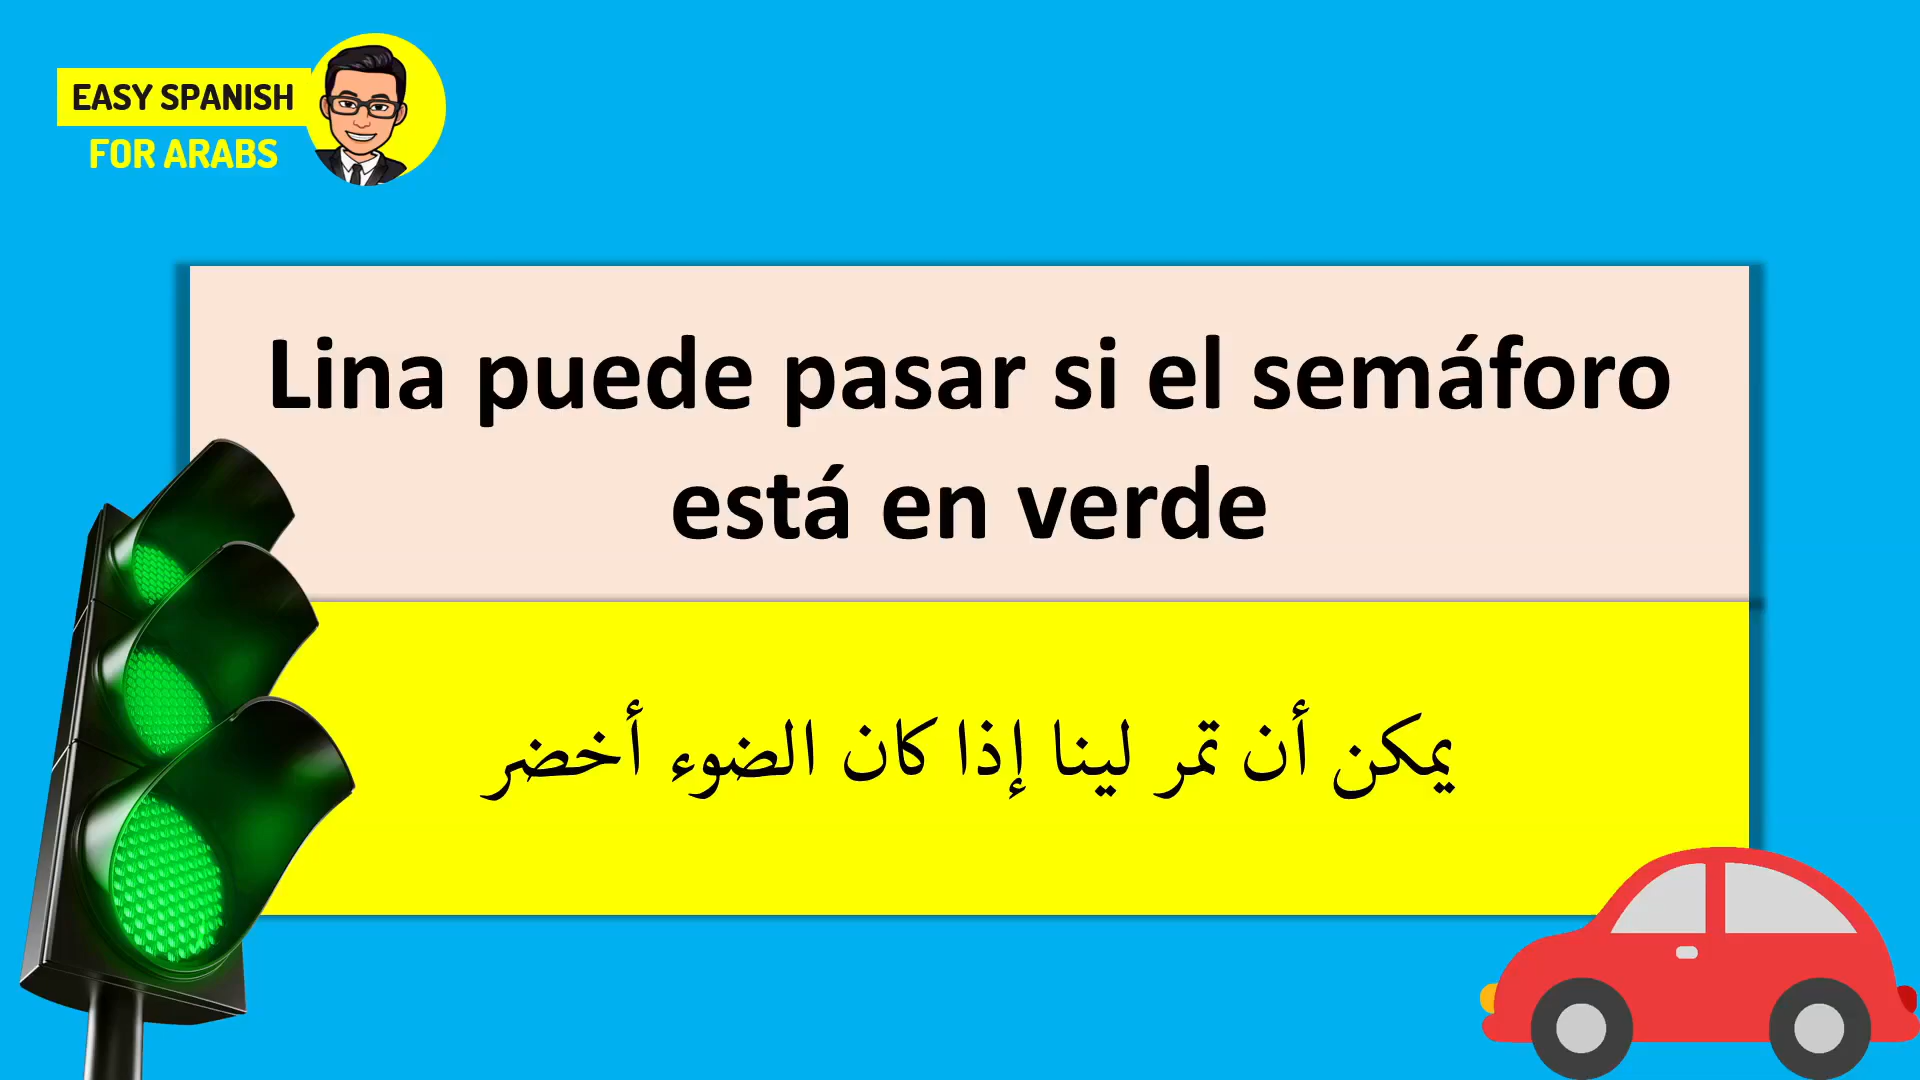 EASY SPANISH
FOR ARABS
Lina puede pasar si el semáforo
está en verde
يمكن أن تمر لينا إذا كان الضوء أخضر